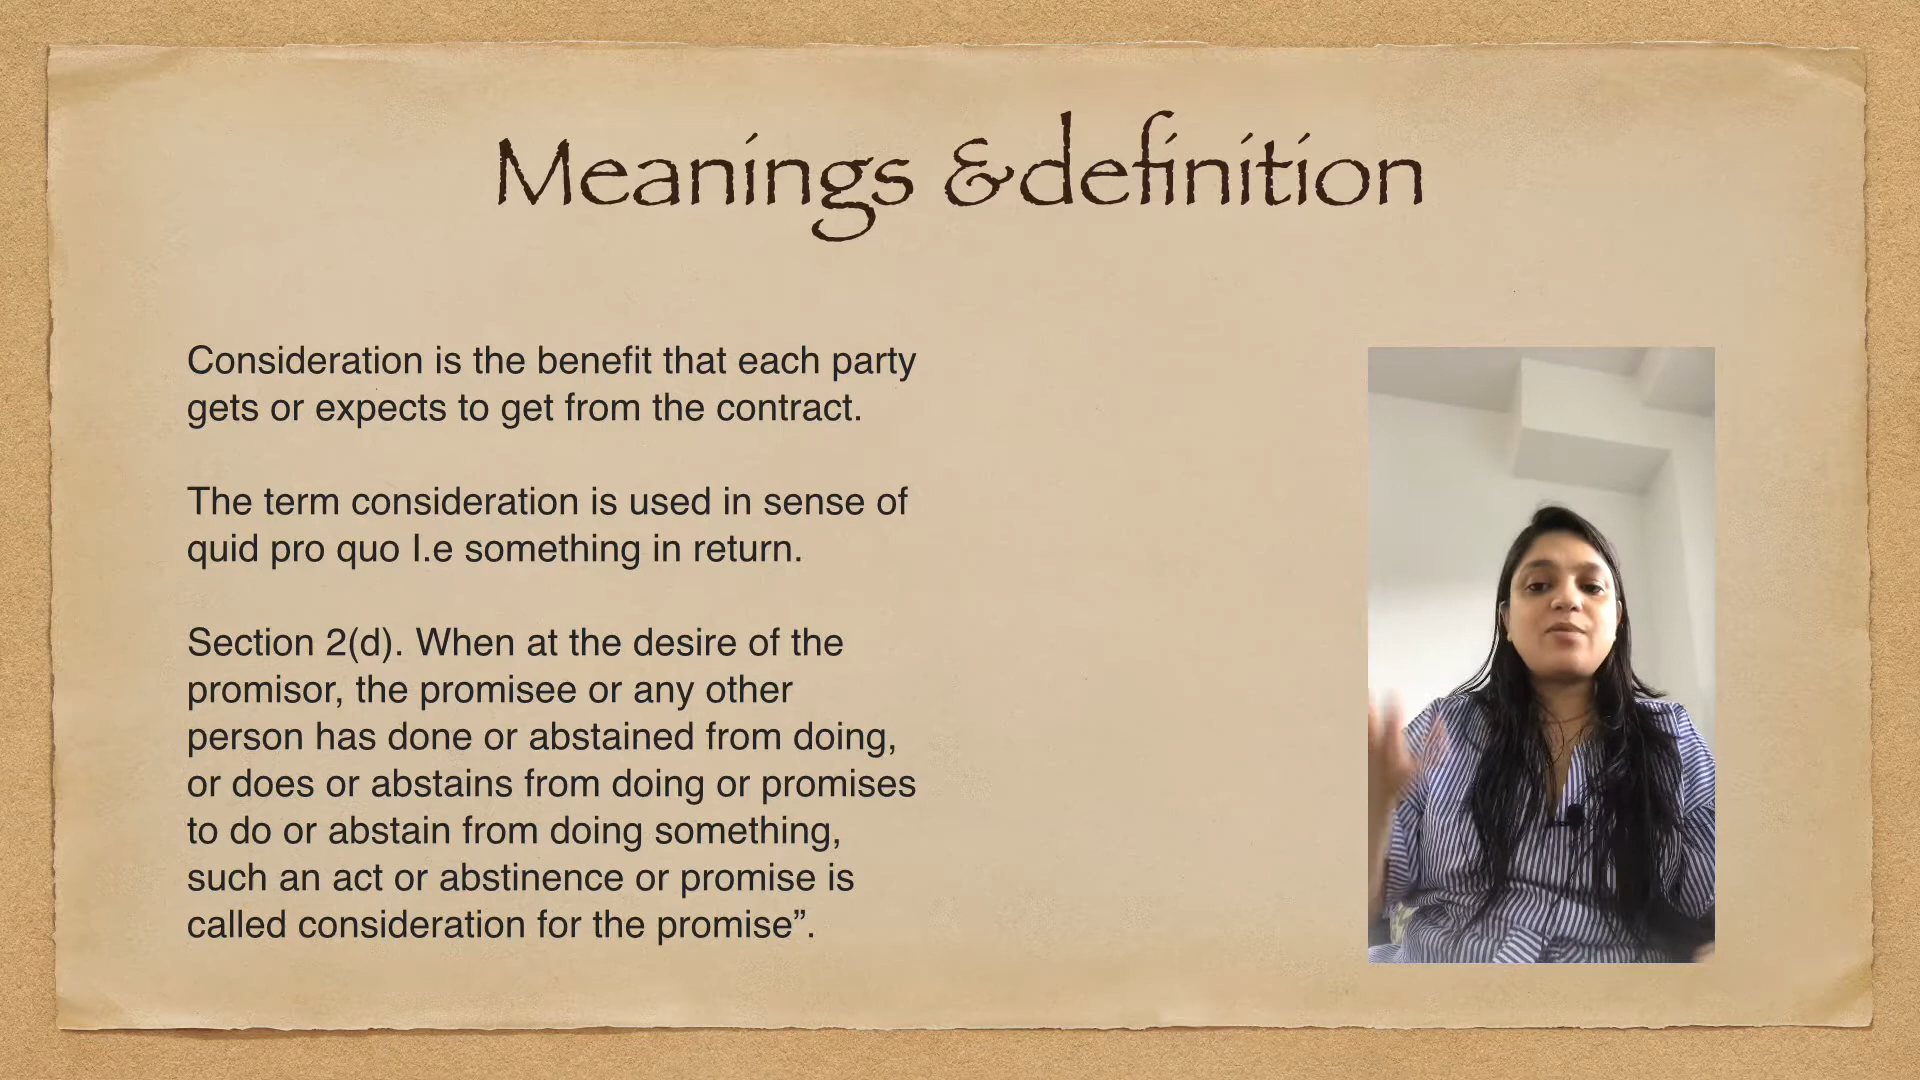 Meanings &definition
Consideration is the benefit that each party
gets or expects to get from the contract.
The term consideration is used in sense of
quid pro quo I.e something in return.
Section 2(d). When at the desire of the
promisor, the promisee or any other
person has done or abstained from doing,
or does or abstains from doing or promises
to do or abstain from doing something,
such an act or abstinence or promise is
called consideration for the promise”.